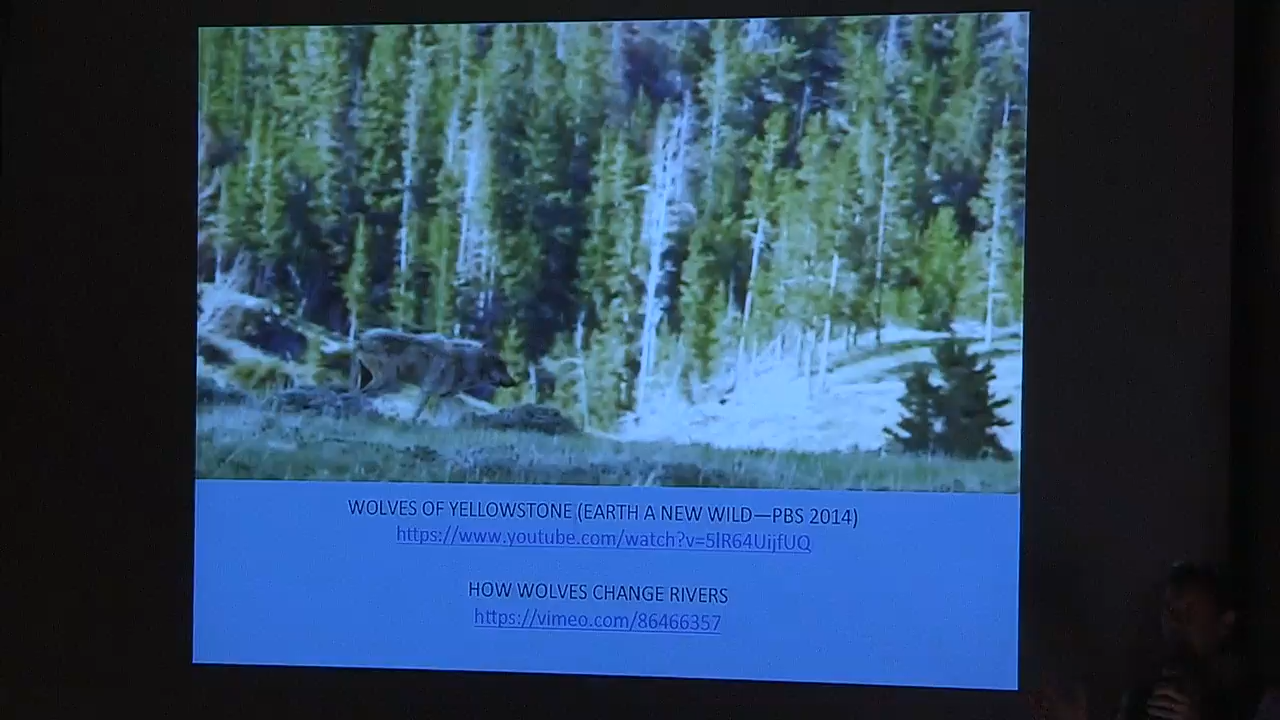 WOLVES OF YELLOWSTONE (EARTH A NEW WILD—PBS 2014)
https://www.youtube.com/watch?v=5lR64UijfUQ
HOW WOLVES CHANGE RIVERS
https://vimeo.com/86466357